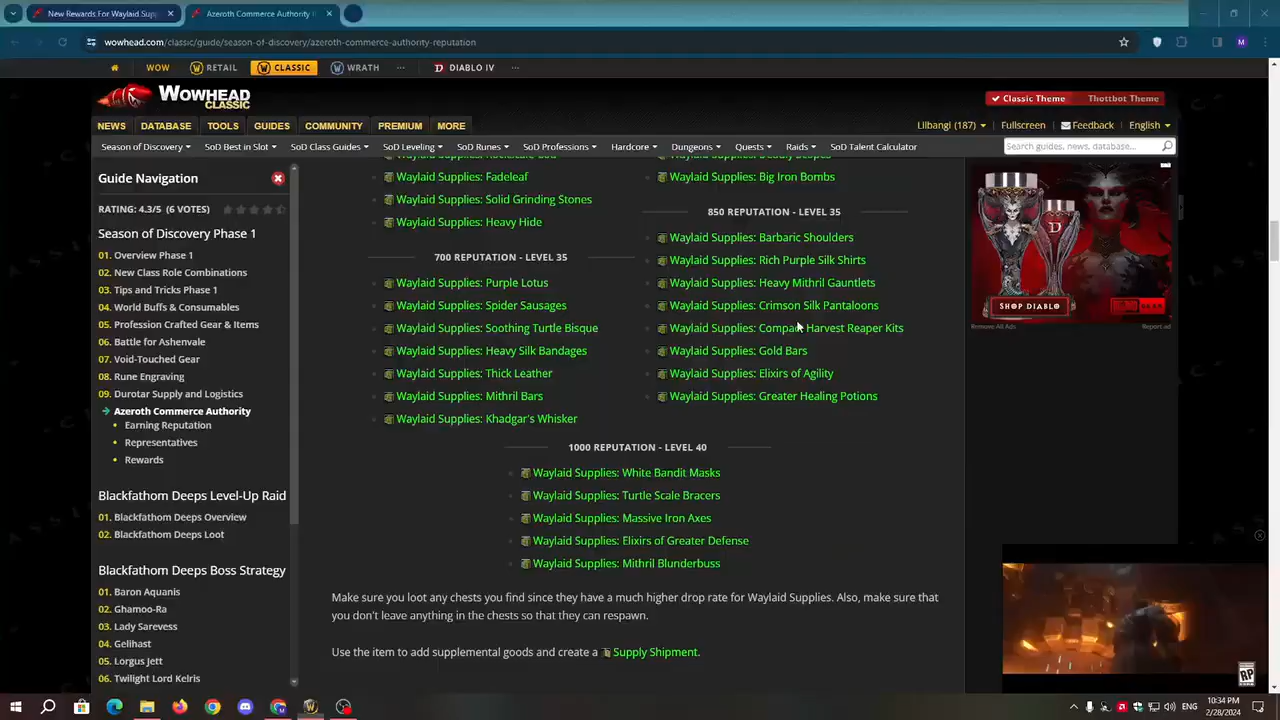 New Rewards For Waylaid Sup
Azeroth Commerce Authority
wowhead.com/classic/guide/season-of-discovery/azeroth-commerce-authority-reputation
WOW RETAIL CLASSIC WRATH ... DIABLO IV ...
WOWHEAD
CLASSIC
Classic Theme Thottbot Theme
NEWS DATABASE TOOLS GUIDES COMMUNITY PREMIUM MORE
Lilbangi (187) Fullscreen Feedback English
Season of Discovery SoD Best in Slot SoD Class Guides SoD Leveling SoD Runes SoD Professions Hardcore Dungeons Quests Raids SoD Talent Calculator
Search guides, news, database...
Guide Navigation
RATING: 4.3/5 (6 VOTES)
Season of Discovery Phase 1
01. Overview Phase 1
02. New Class Role Combinations
03. Tips and Tricks Phase 1
04. World Buffs & Consumables
05. Profession Crafted Gear & Items
06. Battle for Ashenvale
07. Void-Touched Gear
08. Rune Engraving
09. Durotar Supply and Logistics
Azeroth Commerce Authority
Earning Reputation
Representatives
Rewards
Blackfathom Deeps Level-Up Raid
01. Blackfathom Deeps Overview
02. Blackfathom Deeps Loot
Blackfathom Deeps Boss Strategy
01. Baron Aquanis
02. Ghamoo-Ra
03. Lady Sarevess
04. Gelihast
05. Lorgus Jett
06. Twilight Lord Kelris
Waylaid Supplies: Fadeleaf
Waylaid Supplies: Solid Grinding Stones
Waylaid Supplies: Heavy Hide
700 REPUTATION - LEVEL 35
Waylaid Supplies: Purple Lotus
Waylaid Supplies: Spider Sausages
Waylaid Supplies: Soothing Turtle Bisque
Waylaid Supplies: Heavy Silk Bandages
Waylaid Supplies: Thick Leather
Waylaid Supplies: Mithril Bars
Waylaid Supplies: Khadgar's Whisker
Waylaid Supplies: Big Iron Bombs
850 REPUTATION - LEVEL 35
Waylaid Supplies: Barbaric Shoulders
Waylaid Supplies: Rich Purple Silk Shirts
Waylaid Supplies: Heavy Mithril Gauntlets
Waylaid Supplies: Crimson Silk Pantaloons
Waylaid Supplies: Compact Harvest Reaper Kits
Waylaid Supplies: Gold Bars
Waylaid Supplies: Elixirs of Agility
Waylaid Supplies: Greater Healing Potions
1000 REPUTATION - LEVEL 40
Waylaid Supplies: White Bandit Masks
Waylaid Supplies: Turtle Scale Bracers
Waylaid Supplies: Massive Iron Axes
Waylaid Supplies: Elixirs of Greater Defense
Waylaid Supplies: Mithril Blunderbuss
Make sure you loot any chests you find since they have a much higher drop rate for Waylaid Supplies. Also, make sure that
you don't leave anything in the chests so that they can respawn.
Use the item to add supplemental goods and create a Supply Shipment.
SHOP DIABLO
Remove All Ads Report ad
RP
ENG
10:34 PM
2/28/2024